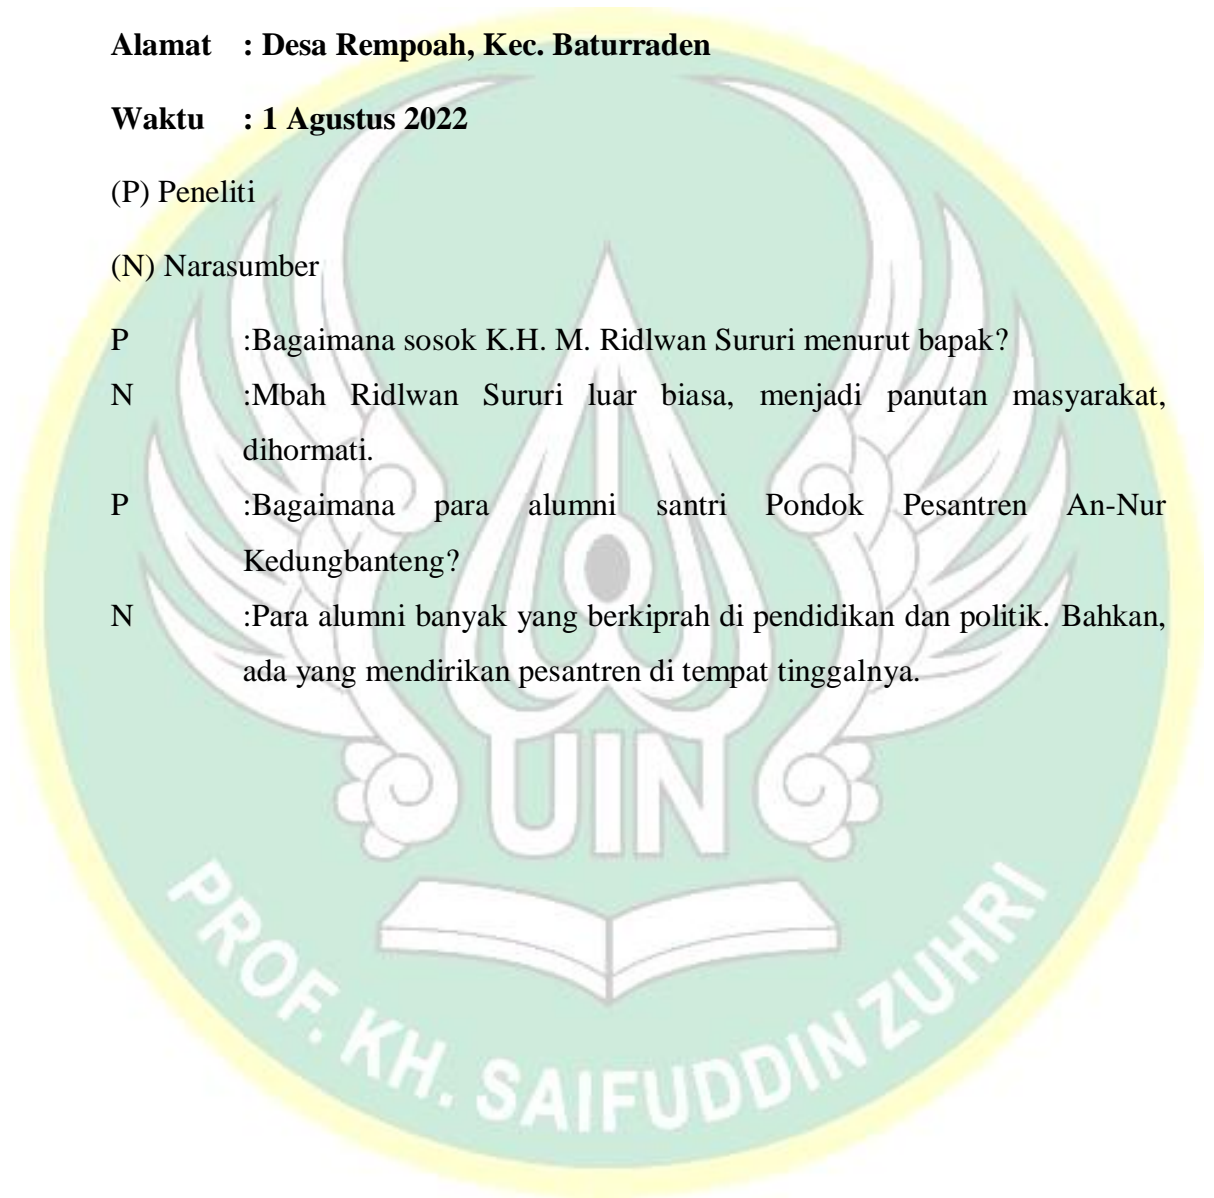 Alamat : Desa Rempoah, Kec. Baturraden
Waktu : 1 Agustus 2022
(P) Peneliti
(N) Narasumber
P :Bagaimana sosok K.H. M. Ridlwan Sururi menurut bapak?
N :Mbah Ridlwan Sururi luar biasa, menjadi panutan masyarakat,
dihormati.
P :Bagaimana para alumni santri Pondok Pesantren An-Nur
Kedungbanteng?
N :Para alumni banyak yang berkiprah di pendidikan dan politik. Bahkan,
ada yang mendirikan pesantren di tempat tinggalnya.
UIN
PROF. KH. SAIFUDDIN ZUHRI